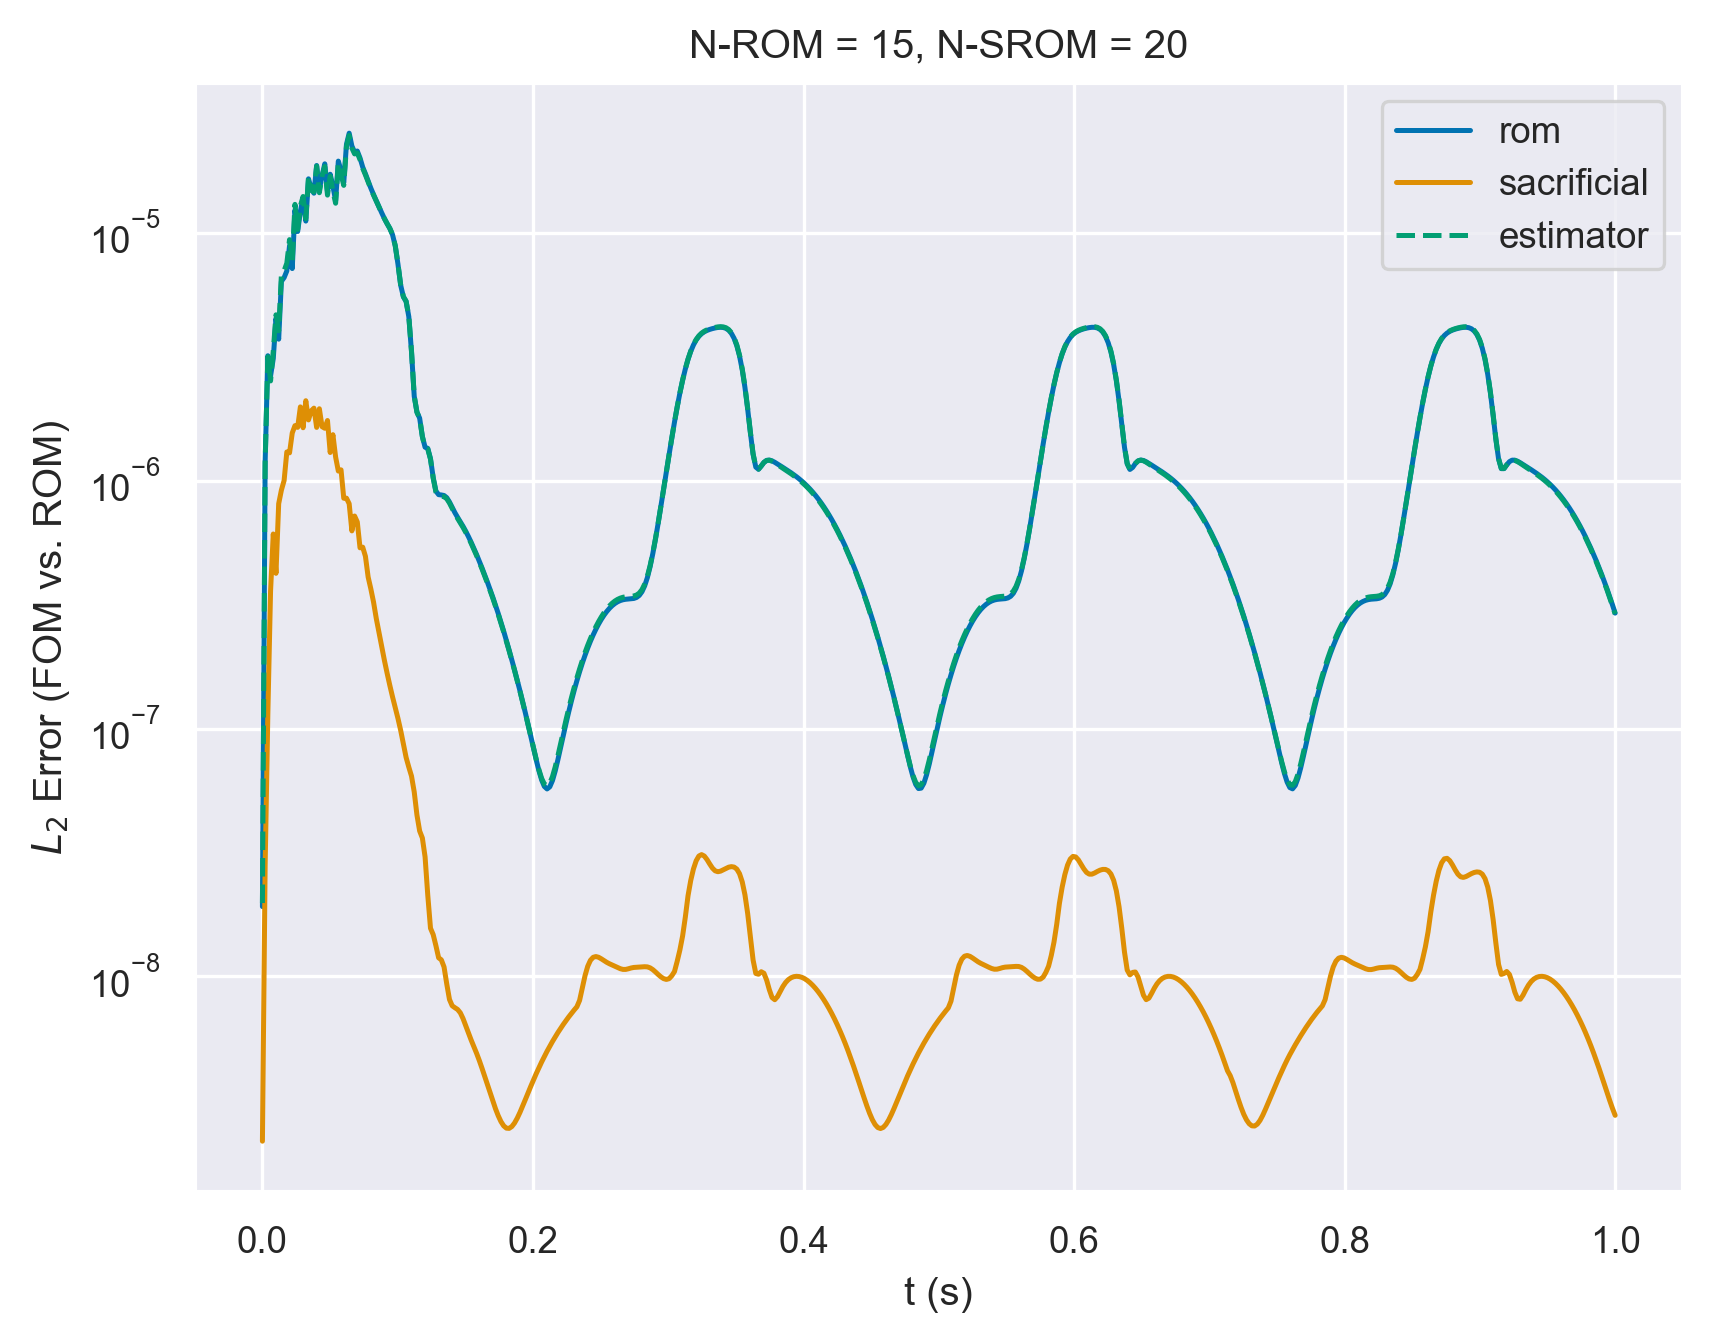 N-ROM = 15, N-SROM = 20
rom
sacrificial
estimator
10⁻⁵
10⁻⁶
10⁻⁷
10⁻⁸
L₂ Error (FOM vs. ROM)
0.0 0.2 0.4 0.6 0.8 1.0
t (s)